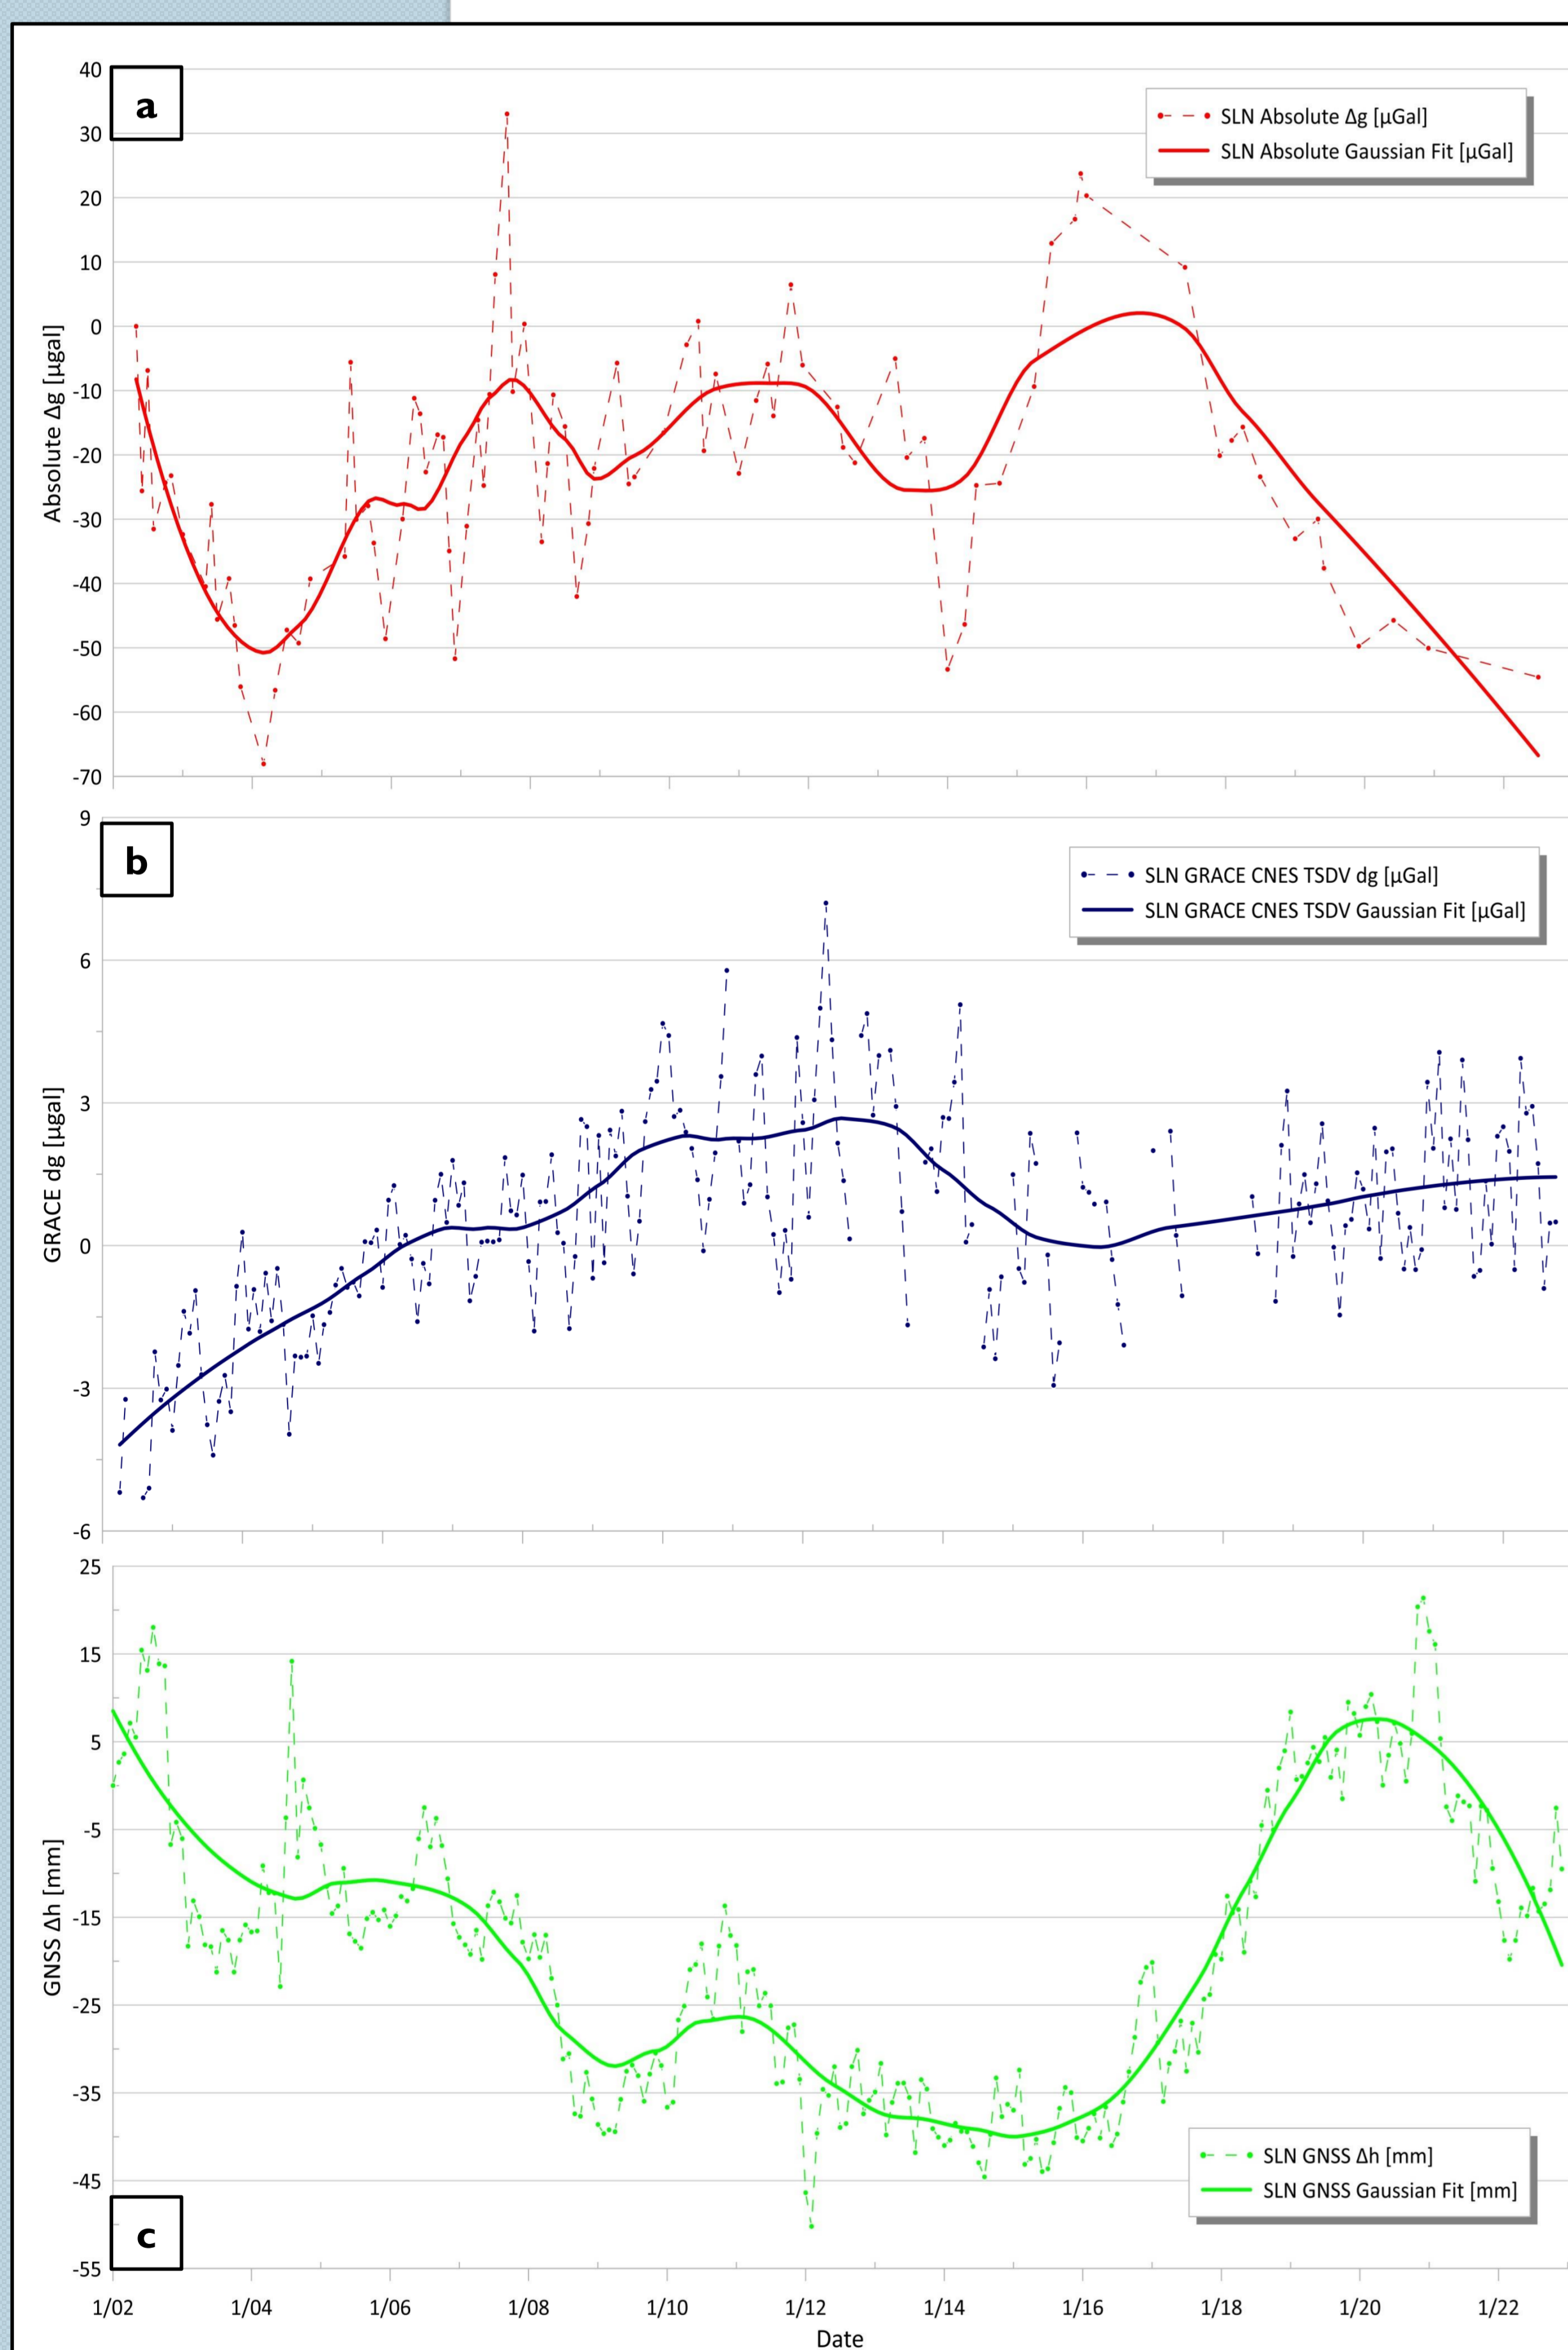 a
40
30
20
10
0
-10
-20
-30
-40
-50
-60
-70
Absolute Δg [µgal]
SLN Absolute Δg [µGal]
SLN Absolute Gaussian Fit [µGal]
b
9
6
3
0
-3
-6
GRACE dg [µgal]
SLN GRACE CNES TSDV dg [µGal]
SLN GRACE CNES TSDV Gaussian Fit [µGal]
25
15
5
-5
-15
-25
-35
-45
-55
GNSS Δh [mm]
SLN GNSS Δh [mm]
SLN GNSS Gaussian Fit [mm]
c
1/02 1/04 1/06 1/08 1/10 1/12 1/14 1/16 1/18 1/20 1/22
Date